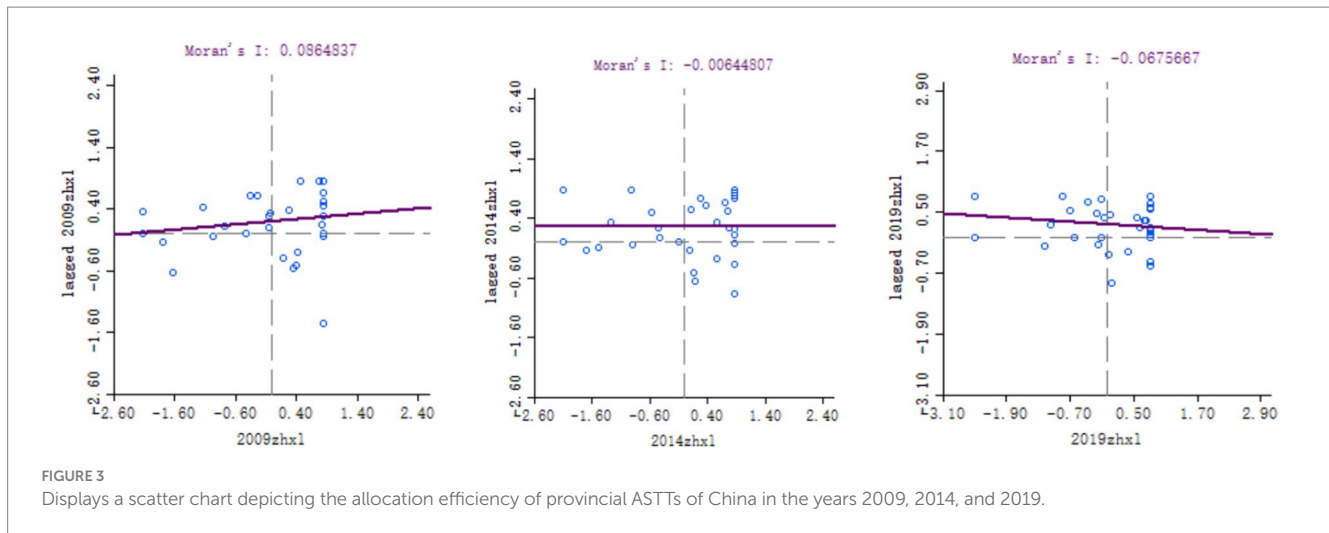 Moran's I: 0.0864837
lagged 2009zhxl
2.40
1.40
0.40
-0.60
-1.60
-2.60
-2.60 -1.60 -0.60 0.40 1.40 2.40
2009zhxl
Moran's I: -0.00644807
lagged 2014zhxl
2.40
1.40
0.40
-0.60
-1.60
-2.60
-2.60 -1.60 -0.60 0.40 1.40 2.40
2014zhxl
Moran's I: -0.0675667
lagged 2019zhxl
2.90
1.70
0.50
-0.70
-1.90
-3.10
-3.10 -1.90 -0.70 0.50 1.70 2.90
2019zhxl
FIGURE 3
Displays a scatter chart depicting the allocation efficiency of provincial ASTTs of China in the years 2009, 2014, and 2019.